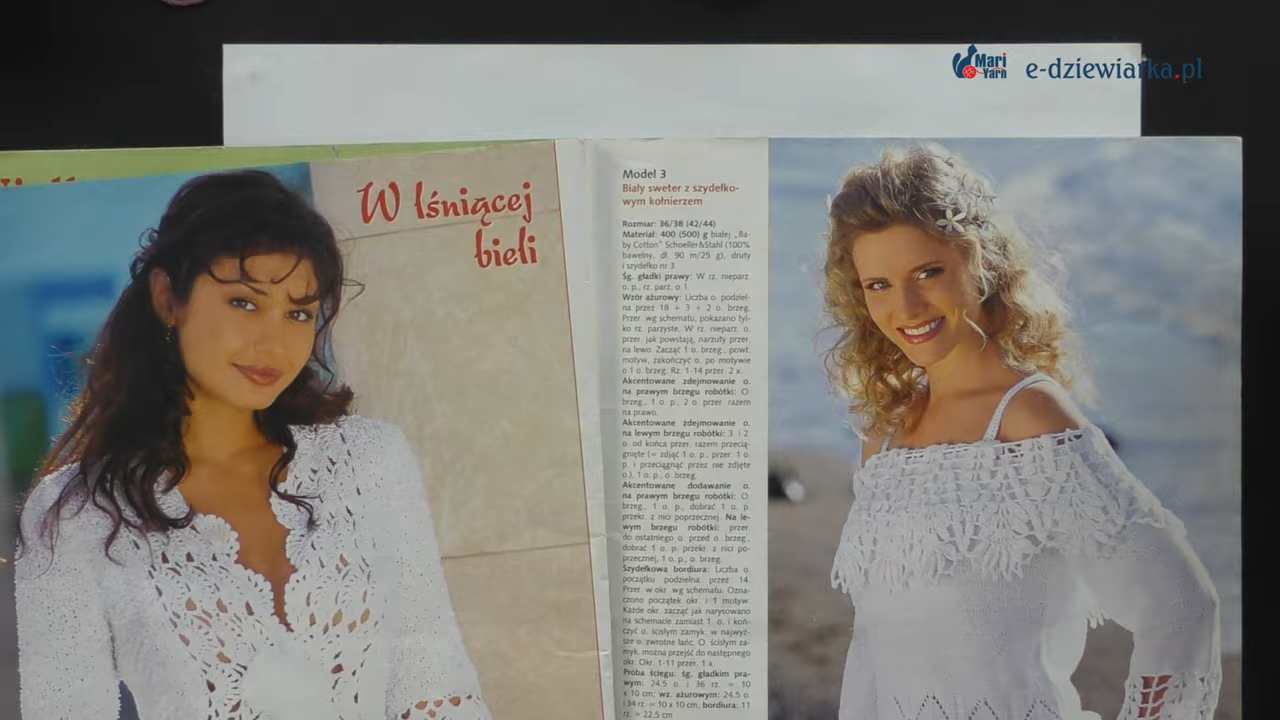 Mari
Yarn
e-dziewiarka.pl
W lśniącej
bieli
Model 3
Biały sweter z szydełko-
wym kołnierzem
Rozmiar: 36/38 (42/44)
Materiał: 400 (500) g białej „Ba-
by Cotton" Schoeller&Stahl (100%
bawełny, dł. 90 m/25 g), druty
i szydełko nr 3.
Śg. gładki prawy: W rz. nieparz.
o. p., rz. parz. o. l.
Wzór ażurowy: Liczba o. podziel-
na przez 18 + 3 + 2 o. brzeg.
Przer. wg schematu, pokazano tyl-
ko rz. parzyste. W rz. nieparz. o.
przer. jak powstają, narzuty przer.
na lewo. Zacząć 1 o. brzeg., powt.
motyw, zakończyć o. po motywie
o 1 o. brzeg. Rz. 1-14 przer. 2 x.
Akcentowane zdejmowanie o.
na prawym brzegu robótki: O.
brzeg., 1 o. p., 2 o. przer. razem
na prawo.
Akcentowane zdejmowanie o.
na lewym brzegu robótki: 3 i 2
o. od końca przer. razem przecią-
gnięte (= zdjąć 1 o. p., przer. 1 o.
p. i przeciągnąć przez nie zdjęte
o.), 1 o. p., o. brzeg.
Akcentowane dodawanie o.
na prawym brzegu robótki: O.
brzeg., 1 o. p., dobrać 1 o. p.
przekr. z nici poprzecznej. Na le-
wym brzegu robótki: przer.
do ostatniego o. przed o. brzeg.,
dobrać 1 o. p. przekr. z nici po-
przecznej, 1 o. p., o. brzeg.
Szydełkowa bordiura: Liczba o.
początku podzielna przez 14.
Przer. w okr. wg schematu. Ozna-
czono początek okr. i 1 motyw.
Każde okr. zacząć jak narysowano
na schemacie zamiast 1. o. i koń-
czyć o. ścisłym zamyk. w najwyż-
sze o. zwrotne łańc. O. ścisłym za-
myk. można przejść do następnego
okr. Okr. 1-11 przer. 1 x.
Próba ściegu: śg. gładkim pra-
wym: 24,5 o. i 36 rz. = 10
x 10 cm; wz. ażurowym: 24,5 o.
i 34 rz. = 10 x 10 cm, bordiura: 11
rz. = 22,5 cm